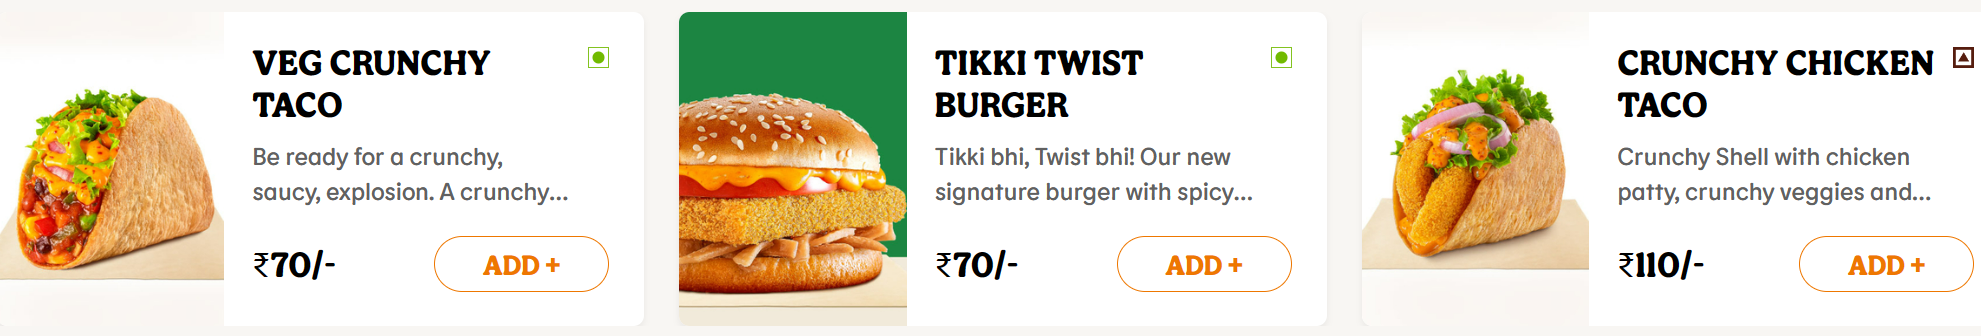 VEG CRUNCHY
TACO
Be ready for a crunchy,
saucy, explosion. A crunchy...
₹70/-
ADD +
TIKKI TWIST
BURGER
Tikki bhi, Twist bhi! Our new
signature burger with spicy...
₹70/-
ADD +
CRUNCHY CHICKEN
TACO
Crunchy Shell with chicken
patty, crunchy veggies and...
₹110/-
ADD +